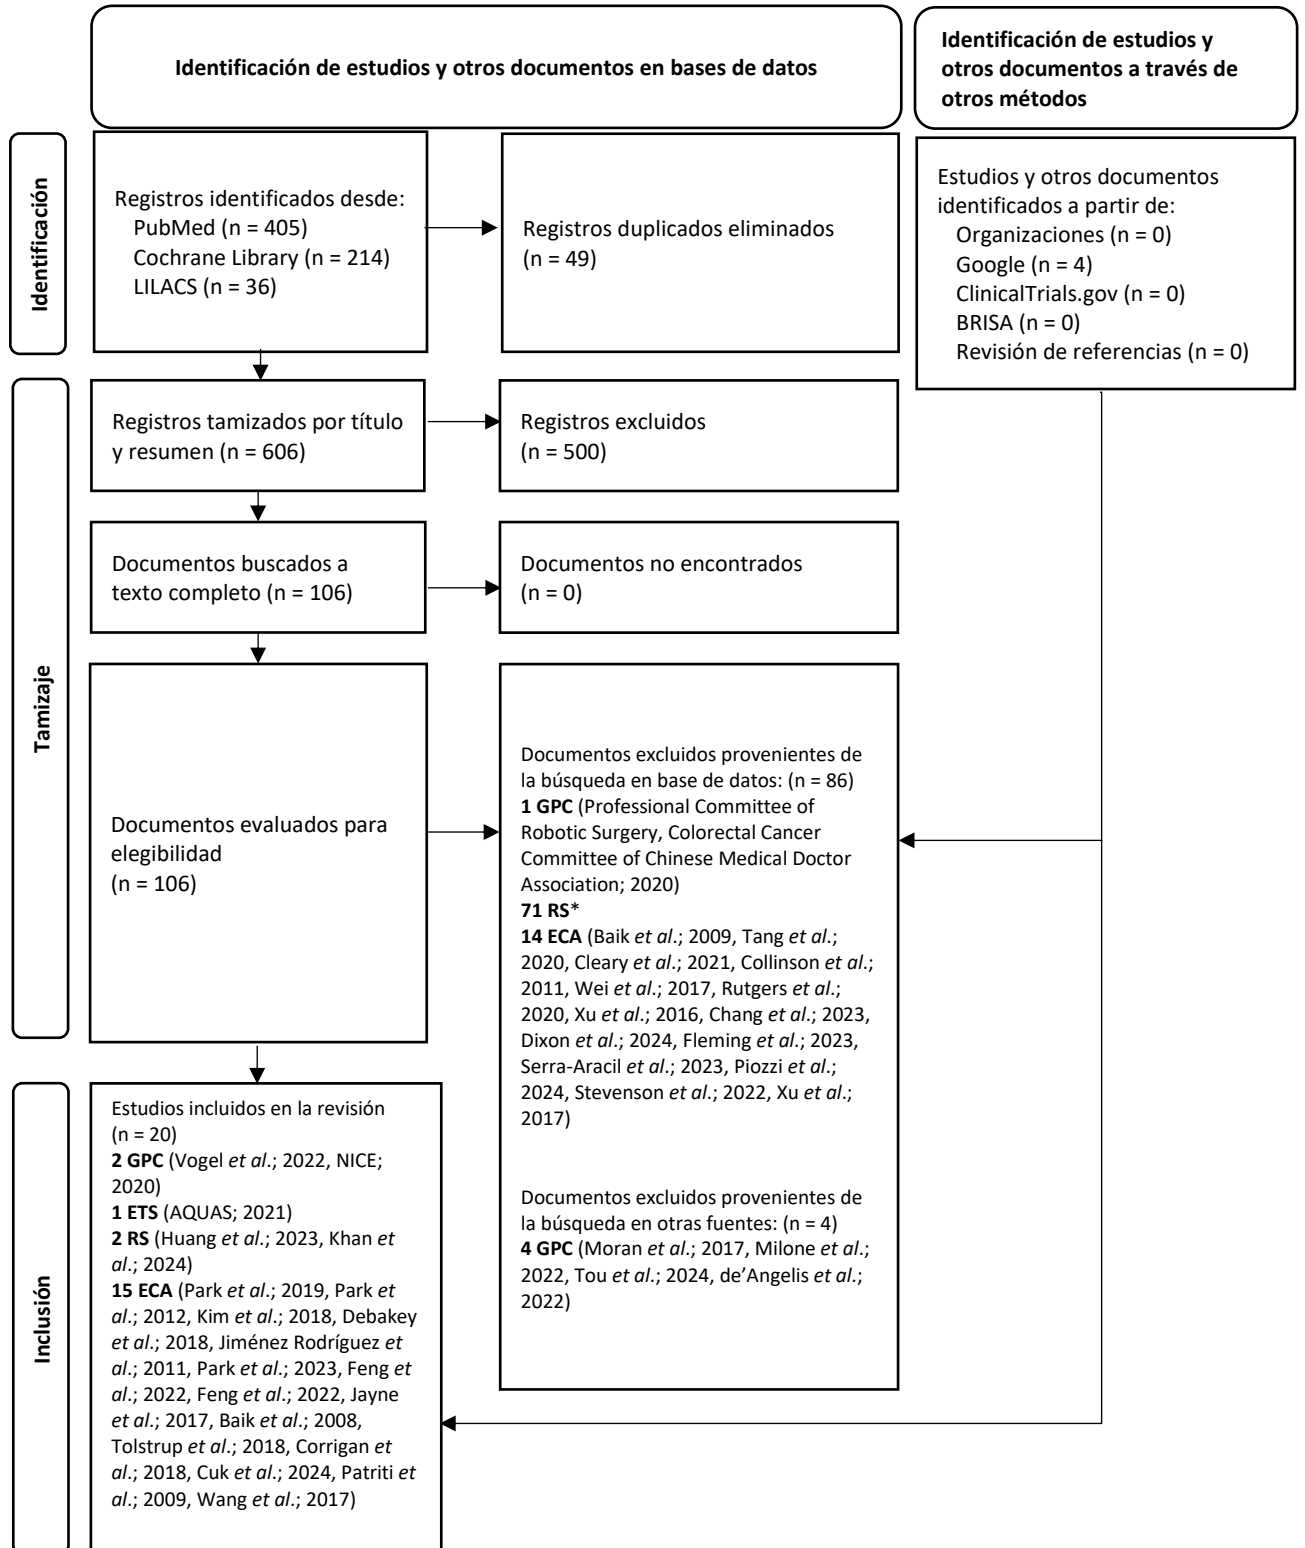 Identificación de estudios y otros documentos en bases de datos
Identificación de estudios y
otros documentos a través de
otros métodos
Identificación
Registros identificados desde:
PubMed (n = 405)
Cochrane Library (n = 214)
LILACS (n = 36)
Registros duplicados eliminados
(n = 49)
Estudios y otros documentos
identificados a partir de:
Organizaciones (n = 0)
Google (n = 4)
ClinicalTrials.gov (n = 0)
BRISA (n = 0)
Revisión de referencias (n = 0)
Tamizaje
Registros tamizados por título
y resumen (n = 606)
Registros excluidos
(n = 500)
Documentos buscados a
texto completo (n = 106)
Documentos no encontrados
(n = 0)
Documentos evaluados para
elegibilidad
(n = 106)
Documentos excluidos provenientes de
la búsqueda en base de datos: (n = 86)
1 GPC (Professional Committee of
Robotic Surgery, Colorectal Cancer
Committee of Chinese Medical Doctor
Association; 2020)
71 RS*
14 ECA (Baik et al.; 2009, Tang et al.;
2020, Cleary et al.; 2021, Collinson et al.;
2011, Wei et al.; 2017, Rutgers et al.;
2020, Xu et al.; 2016, Chang et al.; 2023,
Dixon et al.; 2024, Fleming et al.; 2023,
Serra-Aracil et al.; 2023, Piozzi et al.;
2024, Stevenson et al.; 2022, Xu et al.;
2017)
Documentos excluidos provenientes de
la búsqueda en otras fuentes: (n = 4)
4 GPC (Moran et al.; 2017, Milone et al.;
2022, Tou et al.; 2024, de’Angelis et al.;
2022)
Inclusión
Estudios incluidos en la revisión
(n = 20)
2 GPC (Vogel et al.; 2022, NICE;
2020)
1 ETS (AQUAS; 2021)
2 RS (Huang et al.; 2023, Khan et
al.; 2024)
15 ECA (Park et al.; 2019, Park et
al.; 2012, Kim et al.; 2018, Debakey
et al.; 2018, Jiménez Rodríguez et
al.; 2011, Park et al.; 2023, Feng et
al.; 2022, Feng et al.; 2022, Jayne
et al.; 2017, Baik et al.; 2008,
Tolstrup et al.; 2018, Corrigan et
al.; 2018, Cuk et al.; 2024, Patriti et
al.; 2009, Wang et al.; 2017)